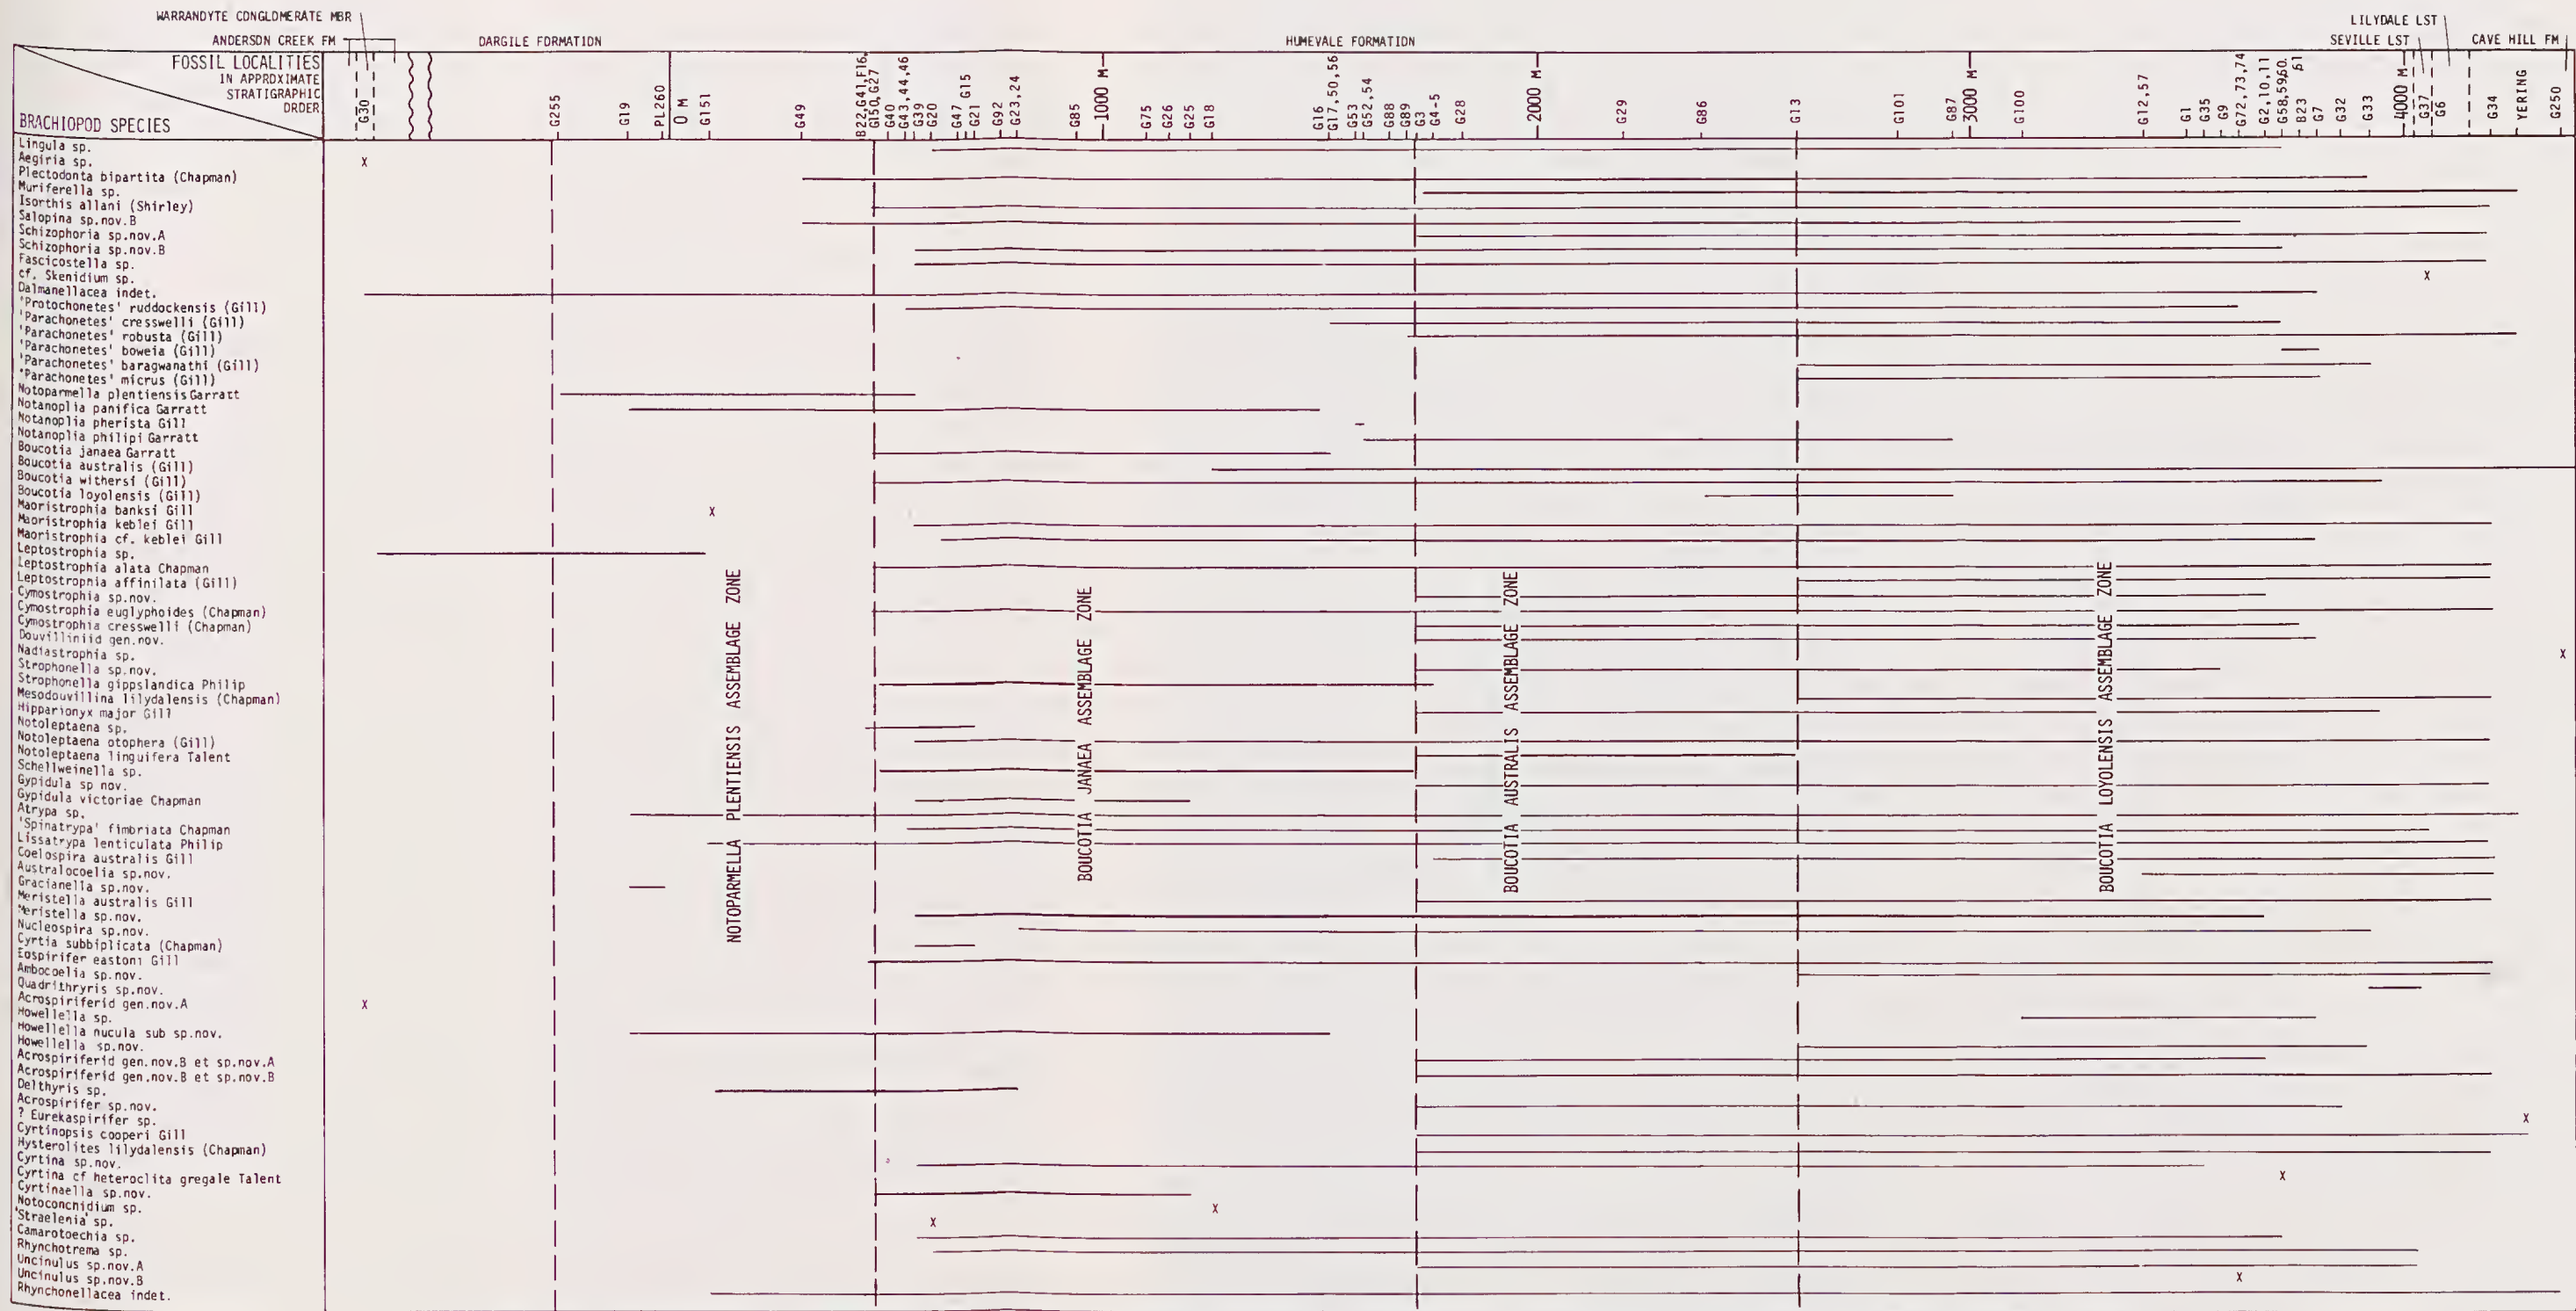 WARRANDYTE CONGLOMERATE MBR
LILYDALE LST
ANDERSON CREEK FM
DARGILE FORMATION
HUMEVALE FORMATION
SEVILLE LST
CAVE HILL FM
FOSSIL LOCALITIES
IN APPROXIMATE
STRATIGRAPHIC
ORDER
BRACHIOPOD SPECIES
G30
G255
G19
PL260
0 M
G151
G49
B22,G41,F16,
G150,G27
G40
G43,44,46
G39
G20
G47
G15
G21
G92
G23,24
G85
1000 M
G75
G26
G25
G18
G16
G17,50,56
G53
G52,54
G88
G89
G3
G4-5
G28
2000 M
G29
G86
G13
G101
G87
3000 M
G100
G12,57
G1
G35
G9
G72,73,74
G2,10,11
G58,59,60.
B23
61
G7
G32
G33
4000 M
G37
G6
G34
YERING
G250
Lingula sp.
Aegiria sp.
Plectodonta bipartita (Chapman)
Muriferella sp.
Isorthis allani (Shirley)
Salopina sp.nov.B
Schizophoria sp.nov.A
Schizophoria sp.nov.B
Fascicostella sp.
cf. Skenidium sp.
Dalmanellacea indet.
'Protochonetes' ruddockensis (Gill)
'Parachonetes' cresswelli (Gill)
'Parachonetes' robusta (Gill)
'Parachonetes' boweia (Gill)
'Parachonetes' baragwanathi (Gill)
'Parachonetes' micrus (Gill)
Notoparmella plentiensis Garratt
Notanoplia panifica Garratt
Notanoplia pherista Gill
Notanoplia philipi Garratt
Boucotia janaea Garratt
Boucotia australis (Gill)
Boucotia withersi (Gill)
Boucotia loyolensis (Gill)
Maoristrophia banksi Gill
Maoristrophia keblei Gill
Maoristrophia cf. keblei Gill
Leptostrophia sp.
Leptostrophia alata Chapman
Leptostrophia affinilata (Gill)
Cymostrophia sp.nov.
Cymostrophia euglyphoides (Chapman)
Cymostrophia cresswelli (Chapman)
Douvilliniid gen.nov.
Nadiastrophia sp.
Strophonella sp.nov.
Strophonella gippslandica Philip
Mesodouvillina lilydalensis (Chapman)
Hipparionyx major Gill
Notoleptaena sp.
Notoleptaena otophera (Gill)
Notoleptaena linguifera Talent
Schellweinella sp.
Gypidula sp nov.
Gypidula victoriae Chapman
Atrypa sp.
'Spinatrypa' fimbriata Chapman
Lissatrypa lenticulata Philip
Coelospira australis Gill
Australocoelia sp.nov.
Gracianella sp.nov.
Meristella australis Gill
Meristella sp.nov.
Nucleospira sp.nov.
Cyrtia subbiplicata (Chapman)
Eospirifer eastoni Gill
Ambocoelia sp.nov.
Quadrithryris sp.nov.
Acrospiriferid gen.nov.A
Howellella sp.
Howellella nucula sub sp.nov.
Howellella sp.nov.
Acrospiriferid gen.nov.B et sp.nov.A
Acrospiriferid gen.nov.B et sp.nov.B
Delthyris sp.
Acrospirifer sp.nov.
? Eurekaspirifer sp.
Cyrtinopsis cooperi Gill
Hysterolites lilydalensis (Chapman)
Cyrtina sp.nov.
Cyrtina cf heteroclita gregale Talent
Cyrtinaella sp.nov.
Notoconchidium sp.
'Straelenia' sp.
Camarotoechia sp.
Rhynchotrema sp.
Uncinulus sp.nov.A
Uncinulus sp.nov.B
Rhynchonellacea indet.
NOTOPARMELLA PLENTIENSIS ASSEMBLAGE ZONE
BOUCOTIA JANAEA ASSEMBLAGE ZONE
BOUCOTIA AUSTRALIS ASSEMBLAGE ZONE
BOUCOTIA LOYOLENSIS ASSEMBLAGE ZONE